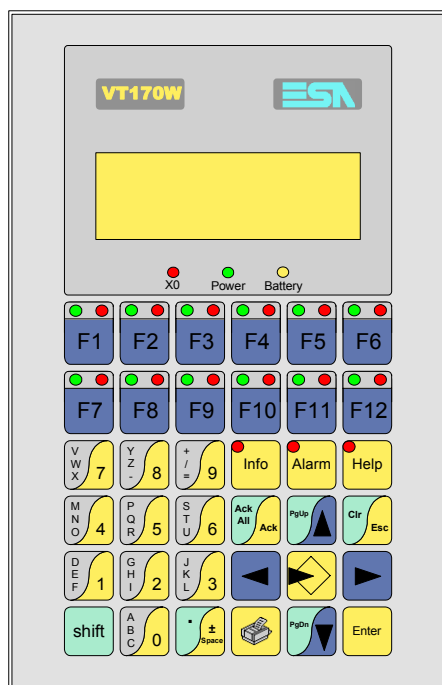 VT170W ESA
X0 Power Battery
F1 F2 F3 F4 F5 F6
F7 F8 F9 F10 F11 F12
V W X 7 Y Z - 8 + / = 9 Info Alarm Help
M N O 4 P Q R 5 S T U 6 Ack All Ack PgUp Clr Esc
D E F 1 G H I 2 J K L 3
shift A B C 0 . ± Space PgDn Enter